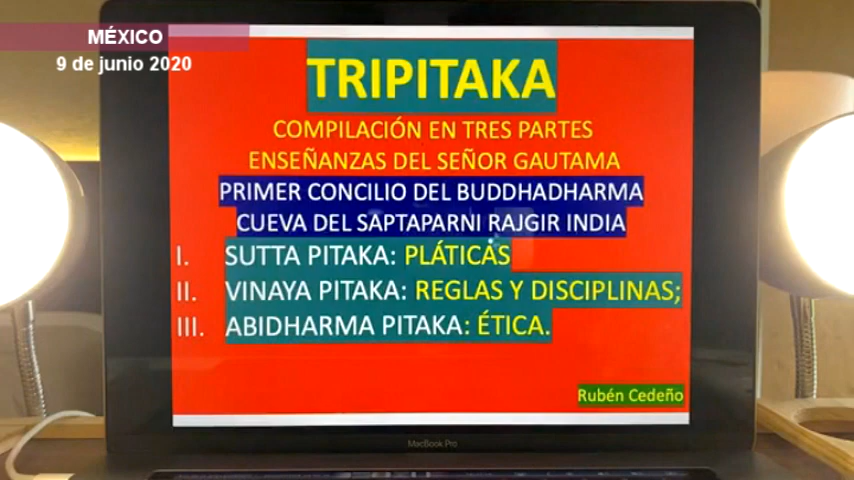 MÉXICO
9 de junio 2020
TRIPITAKA
COMPILACIÓN EN TRES PARTES
ENSEÑANZAS DEL SEÑOR GAUTAMA
PRIMER CONCILIO DEL BUDDHADHARMA
CUEVA DEL SAPTAPARNI RAJGIR INDIA
I. SUTTA PITAKA: PLÁTICAS
II. VINAYA PITAKA: REGLAS Y DISCIPLINAS;
III. ABIDHARMA PITAKA: ÉTICA.
Rubén Cedeño
MacBook Pro